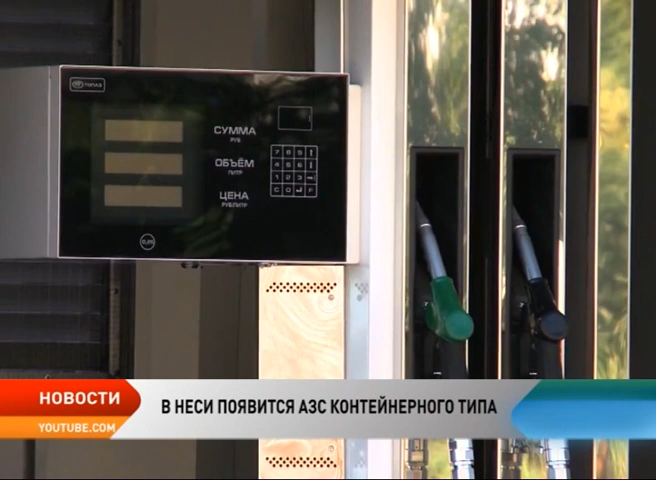 ТОПАЗ
СУММА
РУБ
ОБЪЁМ
ЛИТР
ЦЕНА
РУБ/ЛИТР
7 8 9
4 5 6
1 2 3
C 0 F
НОВОСТИ
В НЕСИ ПОЯВИТСЯ АЗС КОНТЕЙНЕРНОГО ТИПА
YOUTUBE.COM